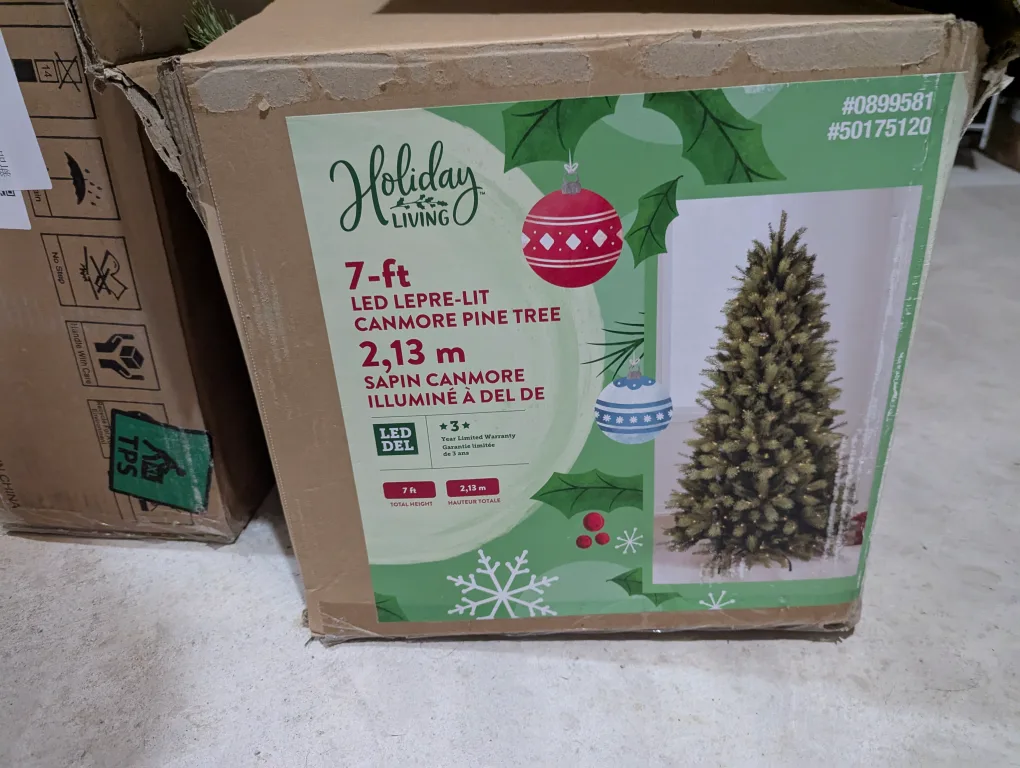 #0899581
#50175120
Holiday
LIVING
7-ft
LED LEPRE-LIT
CANMORE PINE TREE
2,13 m
SAPIN CANMORE
ILLUMINÉ À DEL DE
LED
DEL
3
Year Limited Warranty
Garantie limitée
de 3 ans
7 ft
2,13 m
TOTAL HEIGHT
HAUTEUR TOTALE
No Step
Handle With Care
TPS